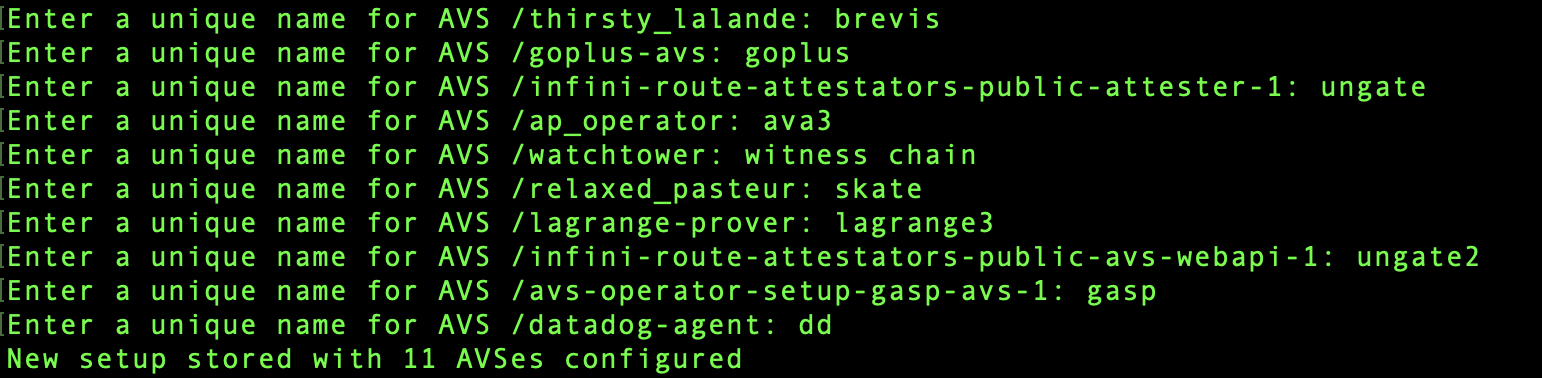 Enter a unique name for AVS /thirsty_lalande: brevis
Enter a unique name for AVS /goplus-avs: goplus
Enter a unique name for AVS /infini-route-attestators-public-attester-1: ungate
Enter a unique name for AVS /ap_operator: ava3
Enter a unique name for AVS /watchtower: witness chain
Enter a unique name for AVS /relaxed_pasteur: skate
Enter a unique name for AVS /lagrange-prover: lagrange3
Enter a unique name for AVS /infini-route-attestators-public-avs-webapi-1: ungate2
Enter a unique name for AVS /avs-operator-setup-gasp-avs-1: gasp
Enter a unique name for AVS /datadog-agent: dd
New setup stored with 11 AVSes configured